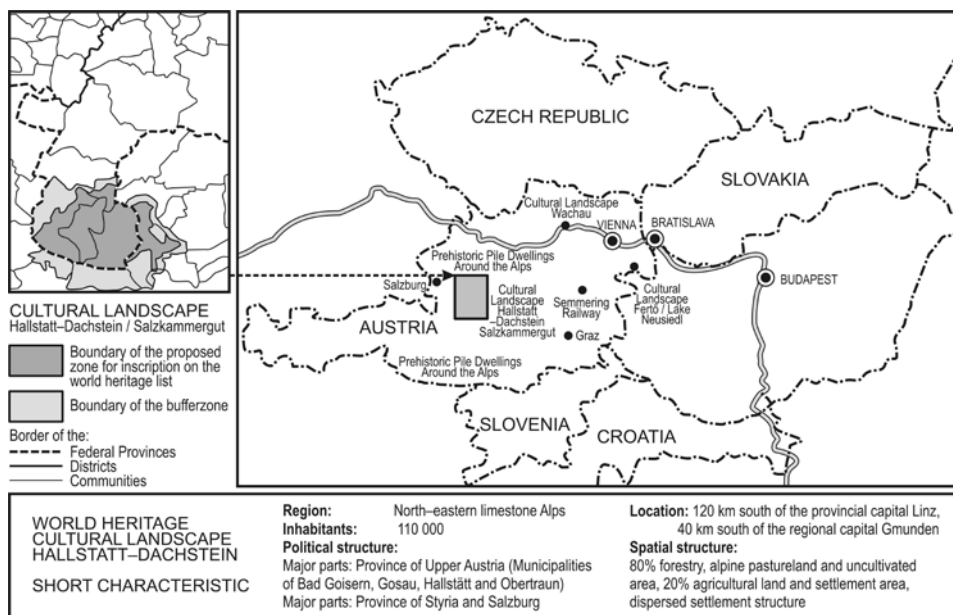 CULTURAL LANDSCAPE
Hallstatt–Dachstein / Salzkammergut
Boundary of the proposed
zone for inscription on the
world heritage list
Boundary of the bufferzone
Border of the:
Federal Provinces
Districts
Communities
CZECH REPUBLIC
SLOVAKIA
Cultural Landscape
Wachau
VIENNA
BRATISLAVA
BUDAPEST
Prehistoric Pile Dwellings
Around the Alps
Salzburg
Cultural
Landscape
Hallstatt
–Dachstein
Salzkammergut
Semmering
Railway
Cultural
Landscape
Fertő / Lake
Neusiedl
AUSTRIA
Graz
Prehistoric Pile Dwellings
Around the Alps
SLOVENIA
CROATIA
WORLD HERITAGE
CULTURAL LANDSCAPE
HALLSTATT–DACHSTEIN
SHORT CHARACTERISTIC
Region: North–eastern limestone Alps
Inhabitants: 110 000
Political structure:
Major parts: Province of Upper Austria (Municipalities
of Bad Goisern, Gosau, Hallstätt and Obertraun)
Major parts: Province of Styria and Salzburg
Location: 120 km south of the provincial capital Linz,
40 km south of the regional capital Gmunden
Spatial structure:
80% forestry, alpine pastureland and uncultivated
area, 20% agricultural land and settlement area,
dispersed settlement structure